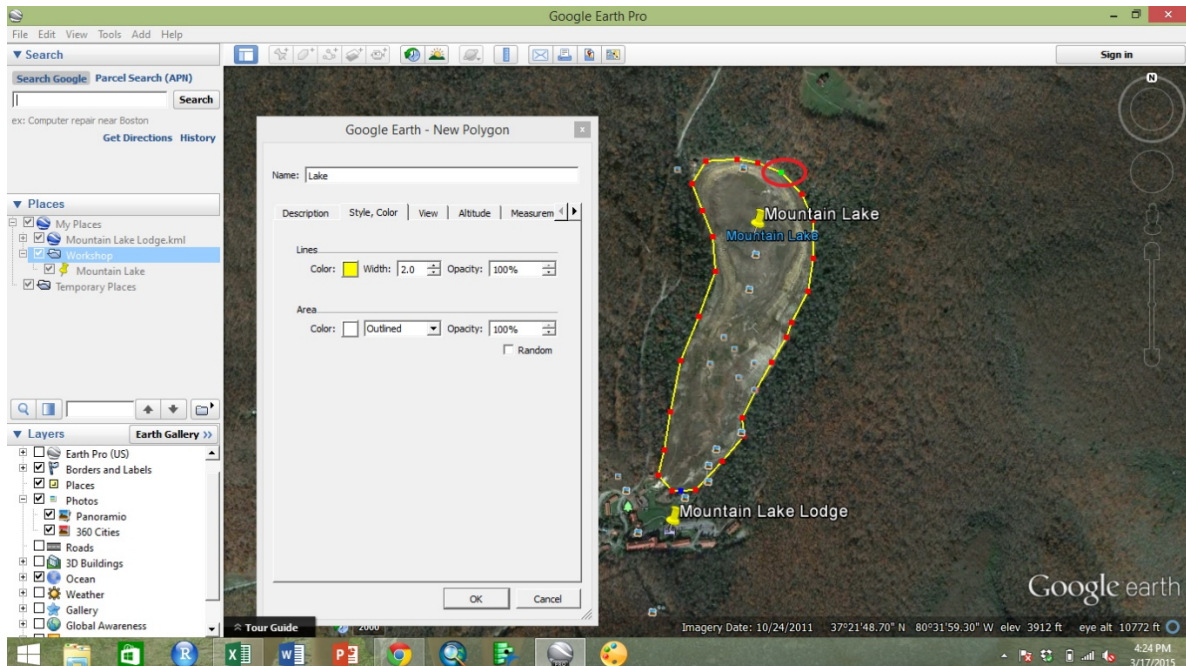 Google Earth Pro
File Edit View Tools Add Help
▼ Search
Search Google Parcel Search (APN)
Search
ex: Computer repair near Boston
Get Directions History
▼ Places
My Places
Mountain Lake Lodge.kml
Workshop
Mountain Lake
Temporary Places
▼ Layers
Earth Gallery >>
Earth Pro (US)
Borders and Labels
Places
Photos
Panoramio
360 Cities
Roads
3D Buildings
Ocean
Weather
Gallery
Global Awareness
Sign in
N
Google Earth - New Polygon
Name: Lake
Description Style, Color View Altitude Measurem
Lines
Color: Width: 2.0 Opacity: 100%
Area
Color: Outlined Opacity: 100%
Random
OK Cancel
Mountain Lake
Mountain Lake
Mountain Lake Lodge
Google earth
Tour Guide 2000
Imagery Date: 10/24/2011 37°21'48.70" N 80°31'59.30" W elev 3912 ft eye alt 10772 ft
4:24 PM
3/17/2015